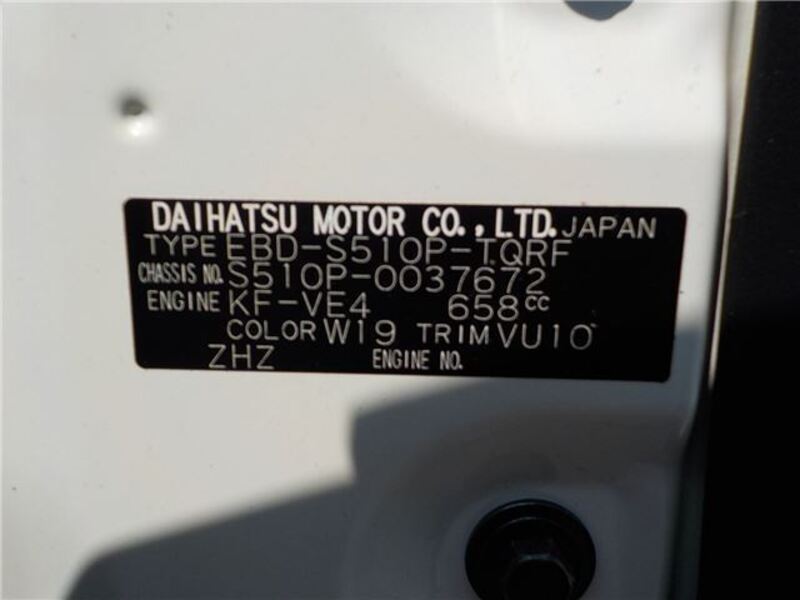 DAIHATSU MOTOR CO., LTD. JAPAN
TYPE EBD-S510P-TQRF
CHASSIS NO. S510P-0037672
ENGINE KF-VE4 658cc
COLOR W19 TRIM VU10
ZHZ ENGINE NO.